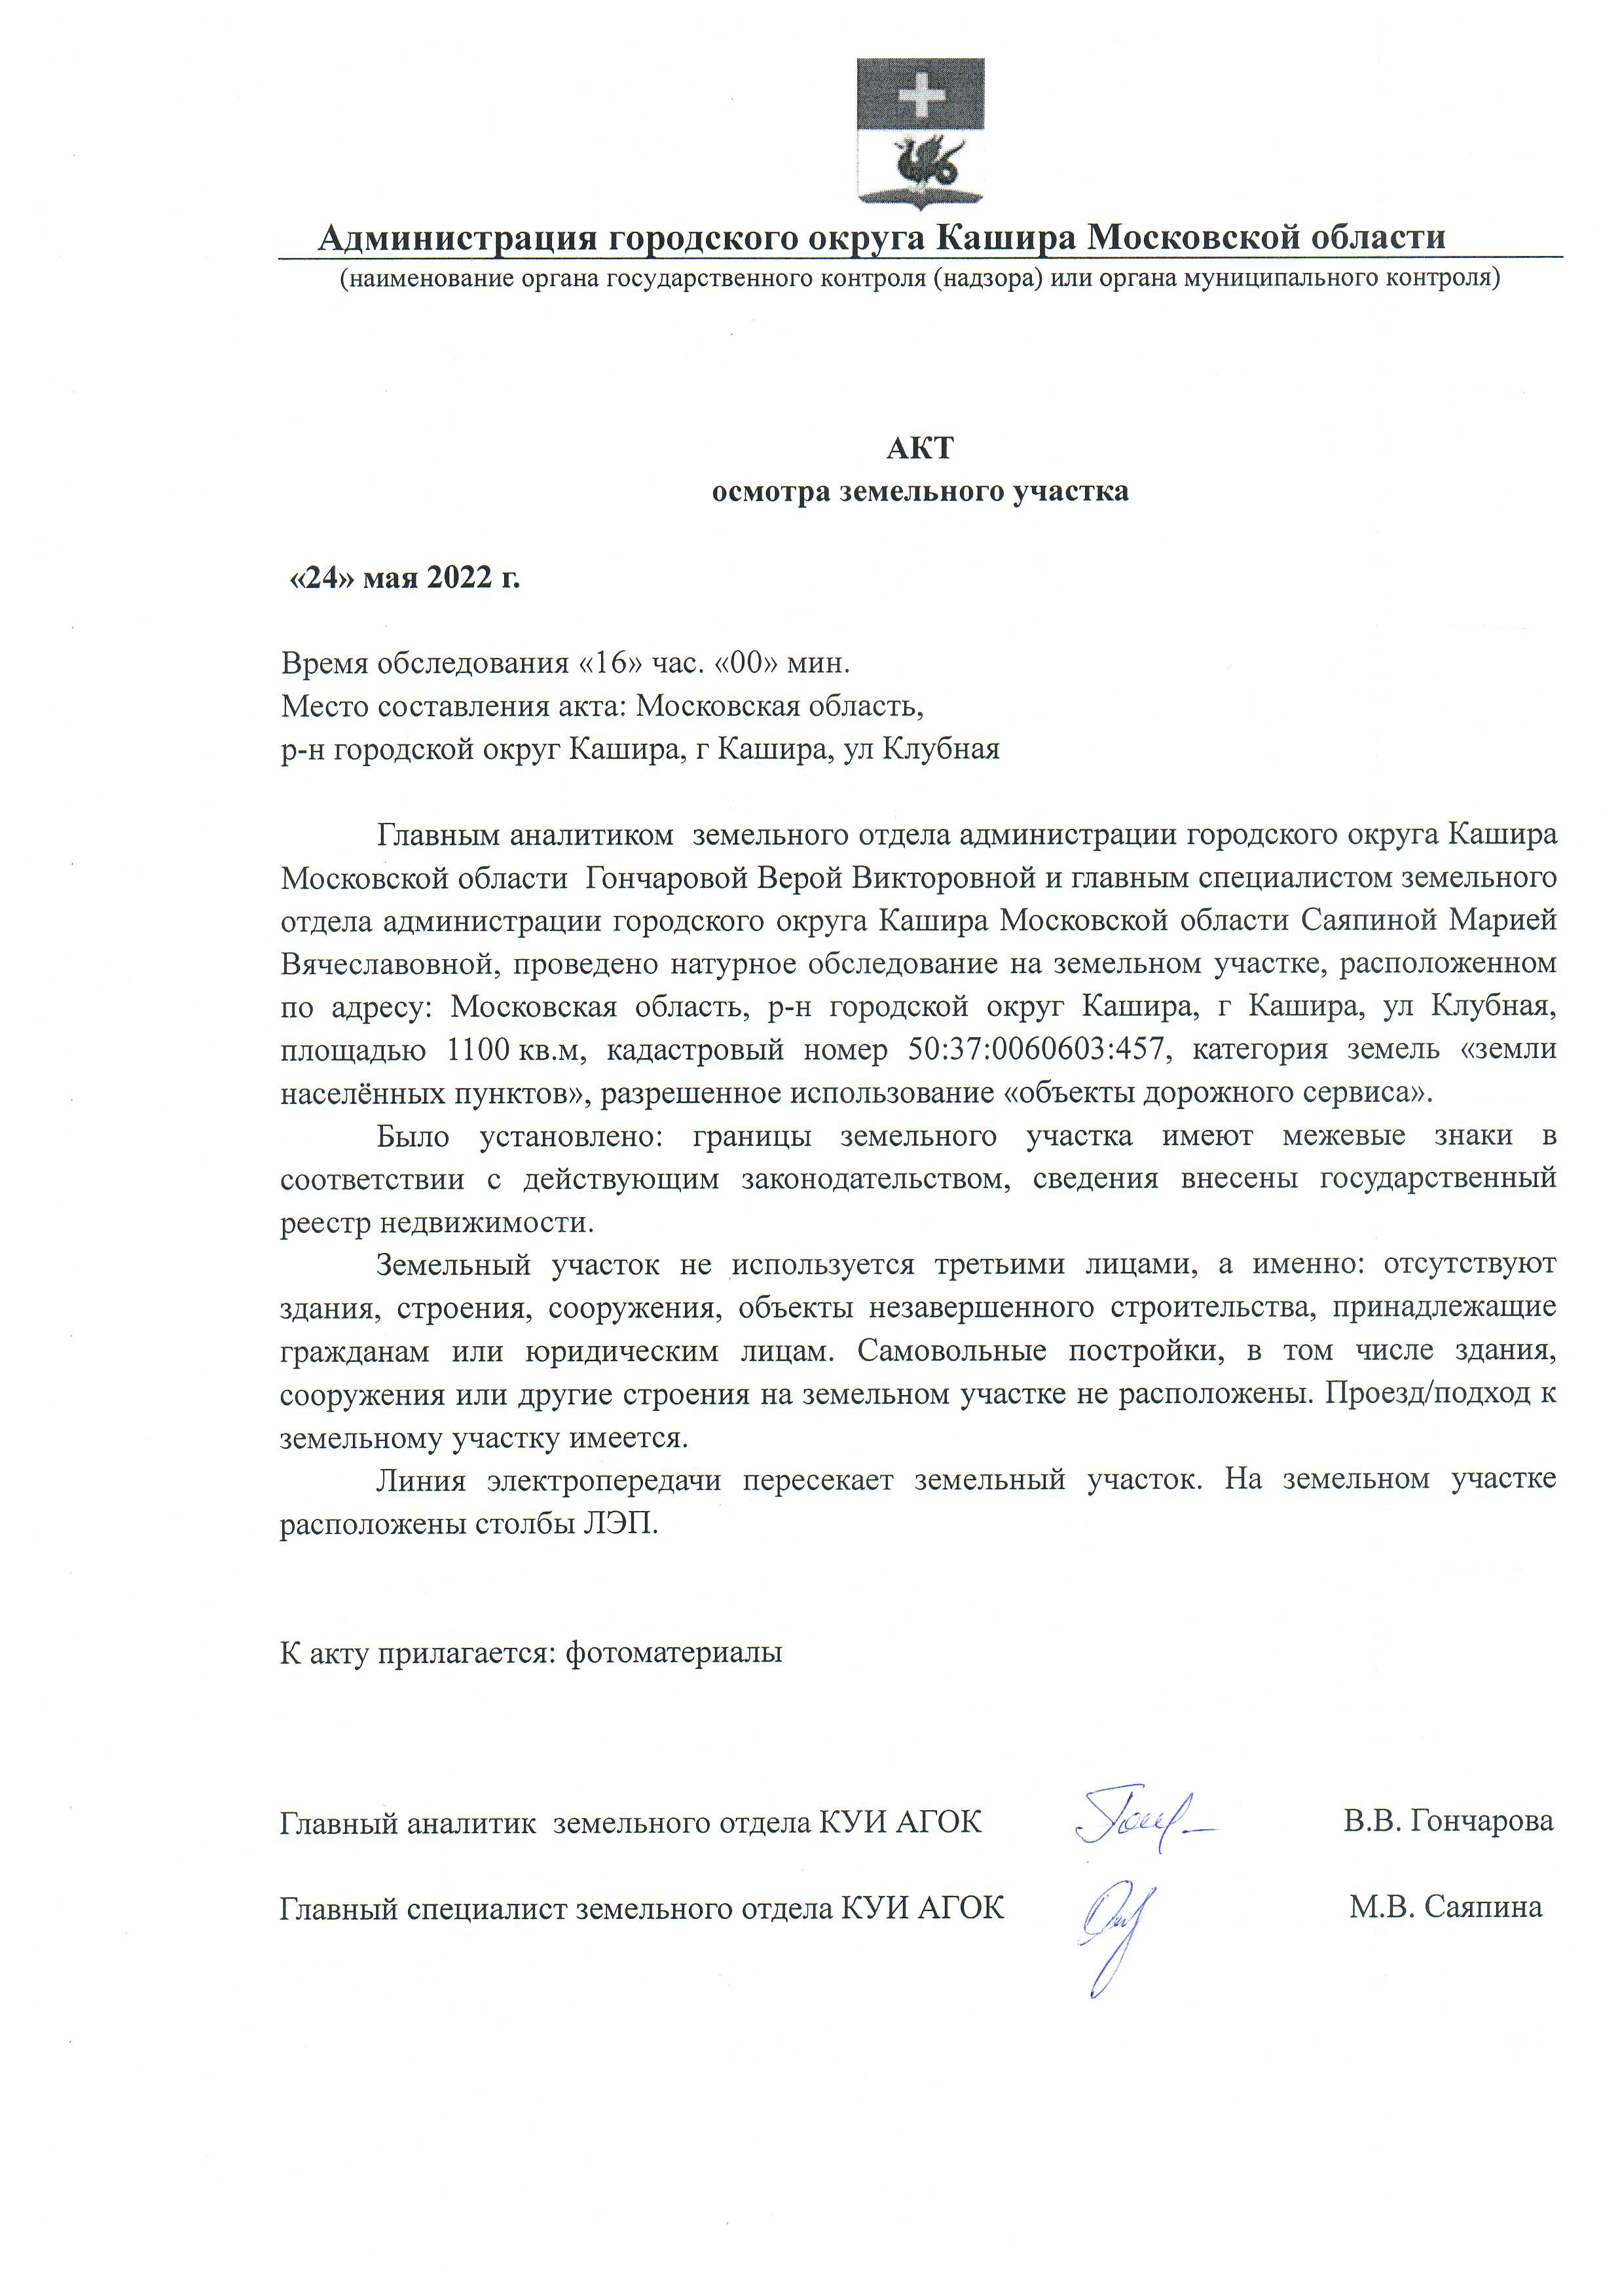 Администрация городского округа Кашира Московской области
(наименование органа государственного контроля (надзора) или органа муниципального контроля)
АКТ
осмотра земельного участка
«24» мая 2022 г.
Время обследования «16» час. «00» мин.
Место составления акта: Московская область,
р-н городской округ Кашира, г Кашира, ул Клубная
Главным аналитиком земельного отдела администрации городского округа Кашира
Московской области Гончаровой Верой Викторовной и главным специалистом земельного
отдела администрации городского округа Кашира Московской области Саяпиной Марией
Вячеславовной, проведено натурное обследование на земельном участке, расположенном
по адресу: Московская область, р-н городской округ Кашира, г Кашира, ул Клубная,
площадью 1100 кв.м, кадастровый номер 50:37:0060603:457, категория земель «земли
населённых пунктов», разрешенное использование «объекты дорожного сервиса».
Было установлено: границы земельного участка имеют межевые знаки в
соответствии с действующим законодательством, сведения внесены государственный
реестр недвижимости.
Земельный участок не используется третьими лицами, а именно: отсутствуют
здания, строения, сооружения, объекты незавершенного строительства, принадлежащие
гражданам или юридическим лицам. Самовольные постройки, в том числе здания,
сооружения или другие строения на земельном участке не расположены. Проезд/подход к
земельному участку имеется.
Линия электропередачи пересекает земельный участок. На земельном участке
расположены столбы ЛЭП.
К акту прилагается: фотоматериалы
Главный аналитик земельного отдела КУИ АГОК В.В. Гончарова
Главный специалист земельного отдела КУИ АГОК М.В. Саяпина